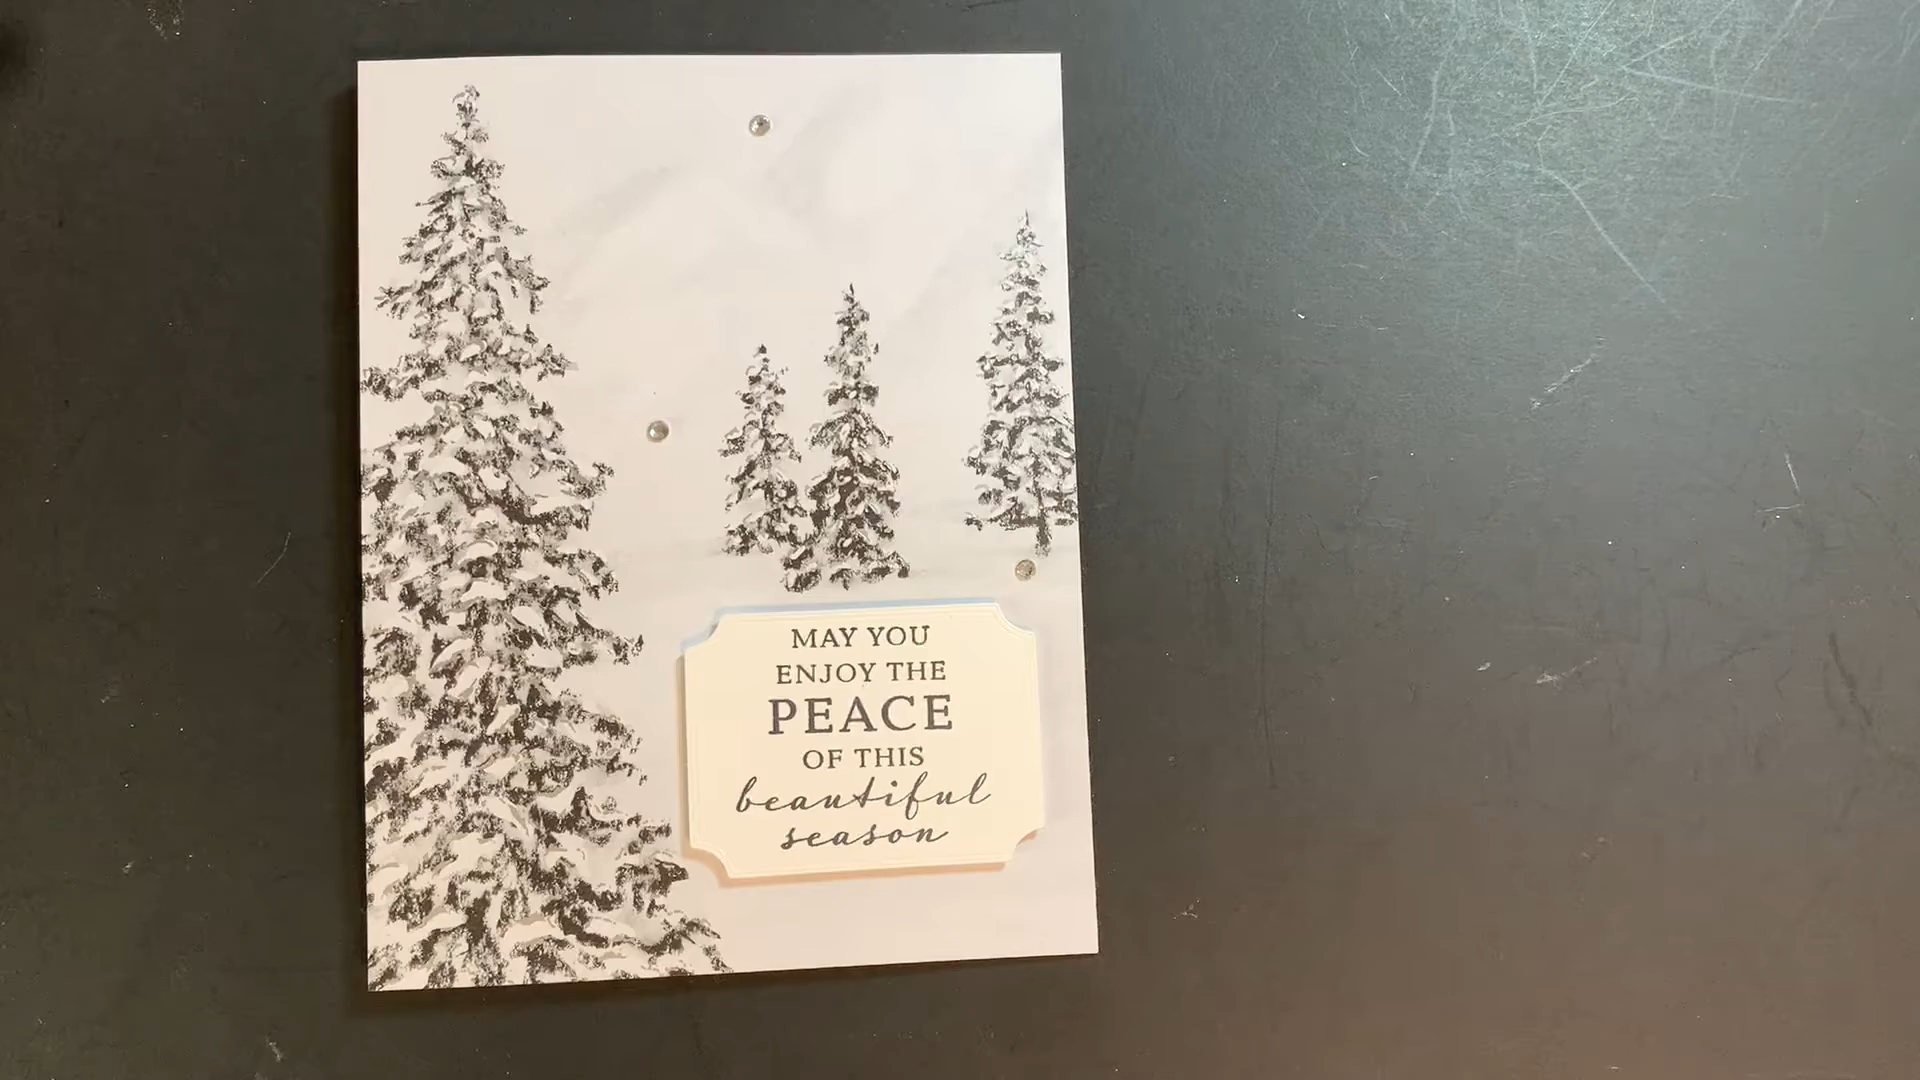 MAY YOU
ENJOY THE
PEACE
OF THIS
beautiful
season